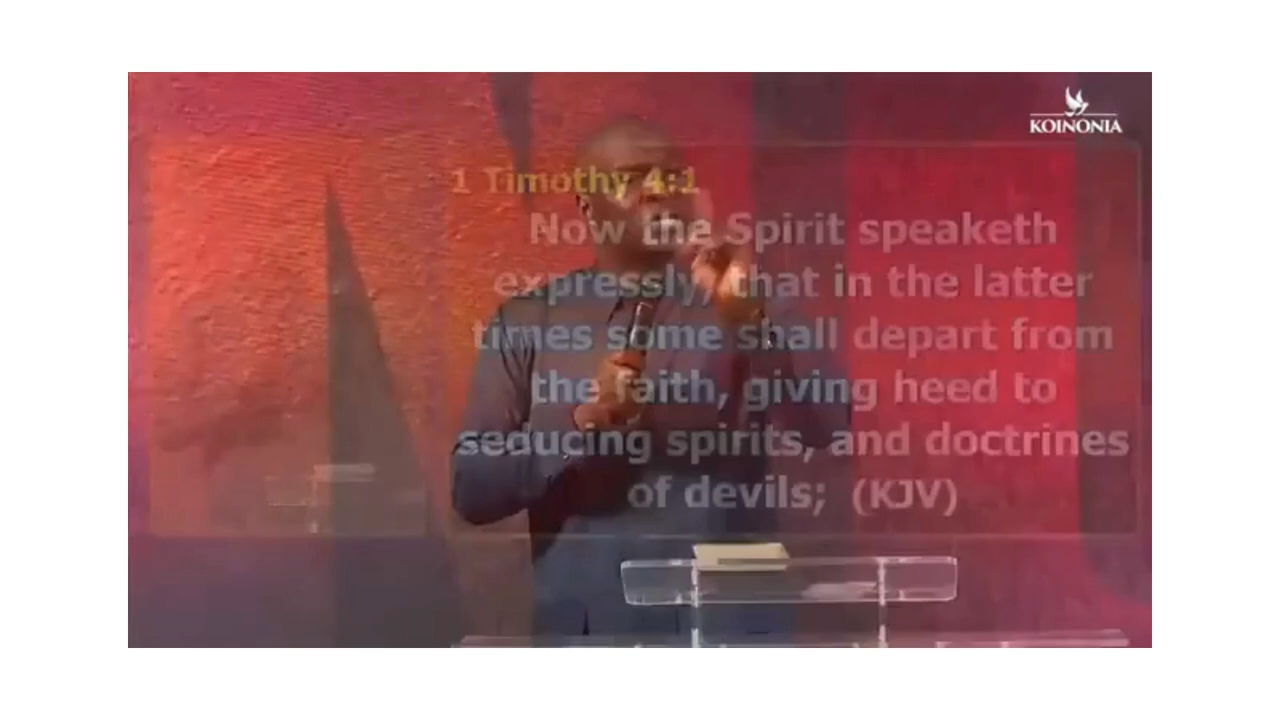 KOINONIA
1 Timothy 4:1
Now the Spirit speaketh
expressly, that in the latter
times some shall depart from
the faith, giving heed to
seducing spirits, and doctrines
of devils; (KJV)